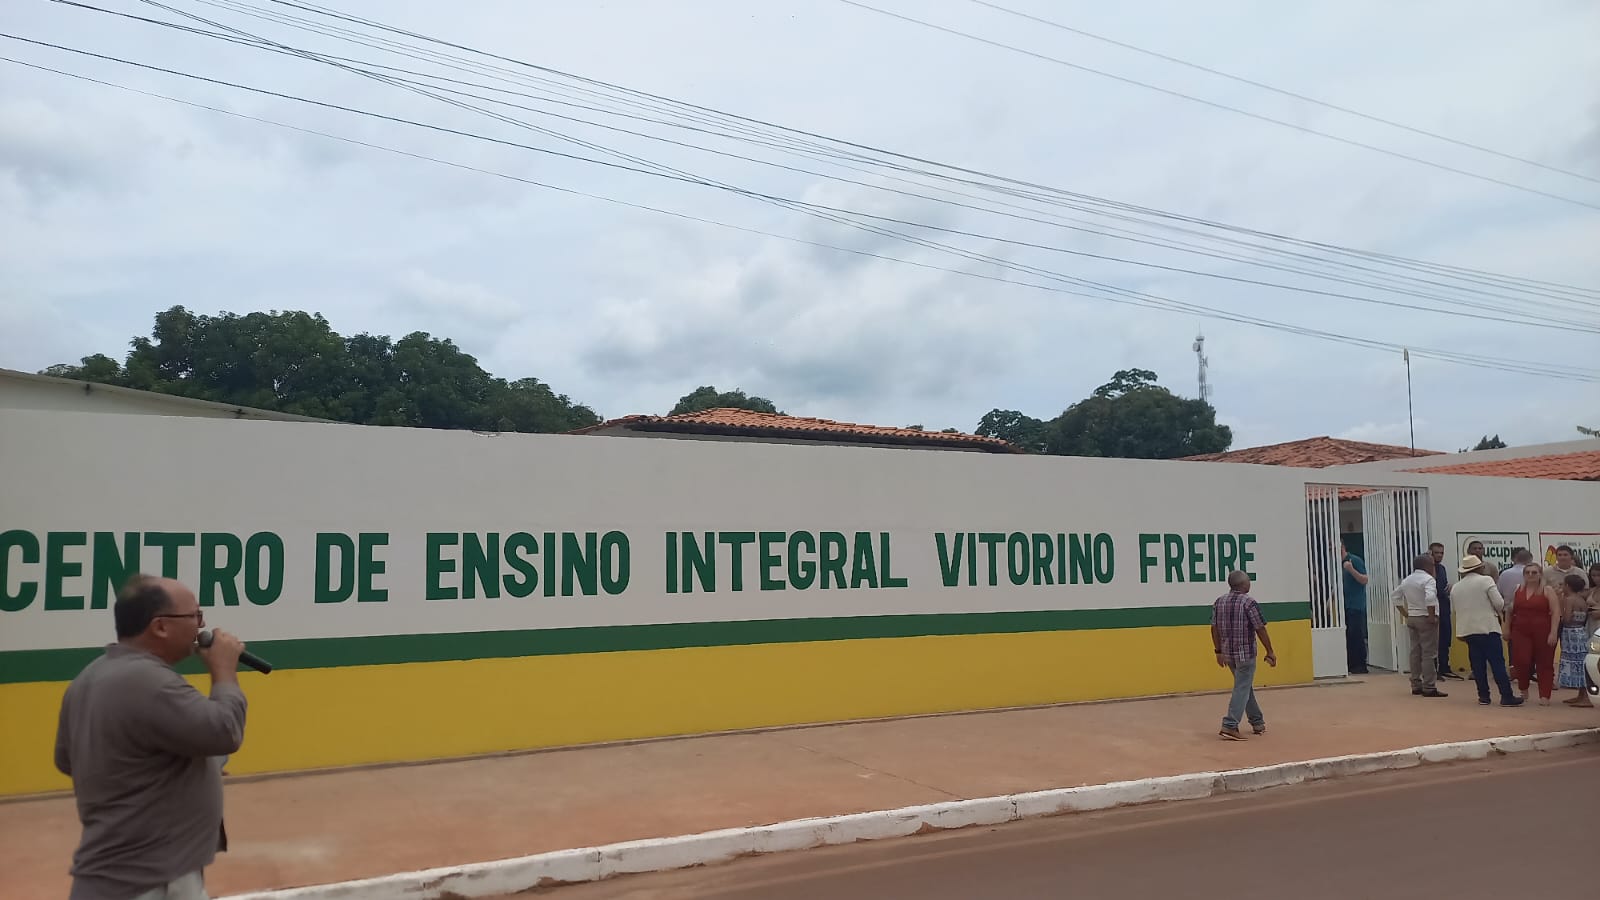 CENTRO DE ENSINO INTEGRAL VITORINO FREIRE